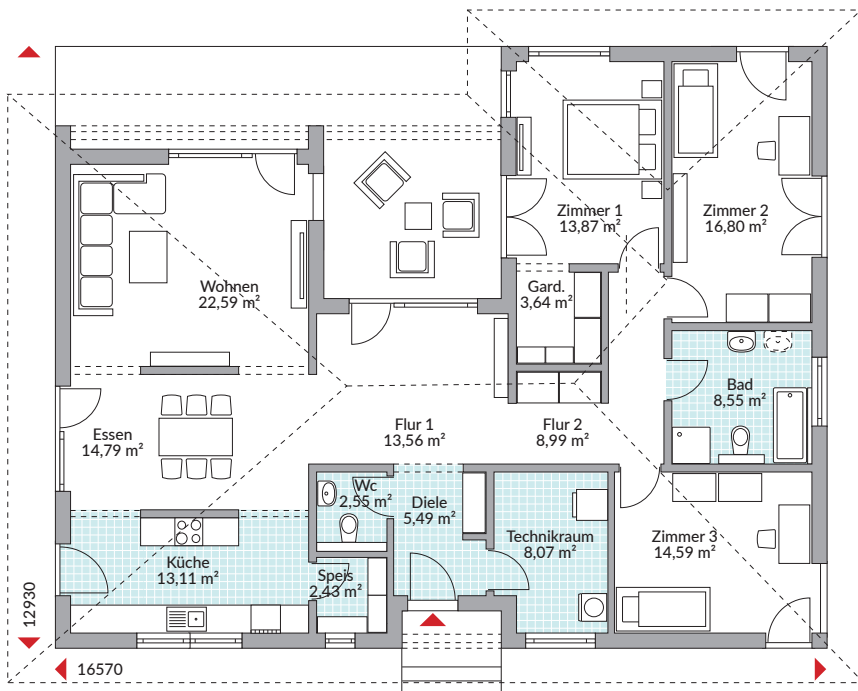 Zimmer 1
13,87 m²
Zimmer 2
16,80 m²
Wohnen
22,59 m²
Gard.
3,64 m²
Bad
8,55 m²
Essen
14,79 m²
Flur 1
13,56 m²
Flur 2
8,99 m²
Wc
2,55 m²
Diele
5,49 m²
Technikraum
8,07 m²
Zimmer 3
14,59 m²
Küche
13,11 m²
Speis
2,43 m²
12930
16570